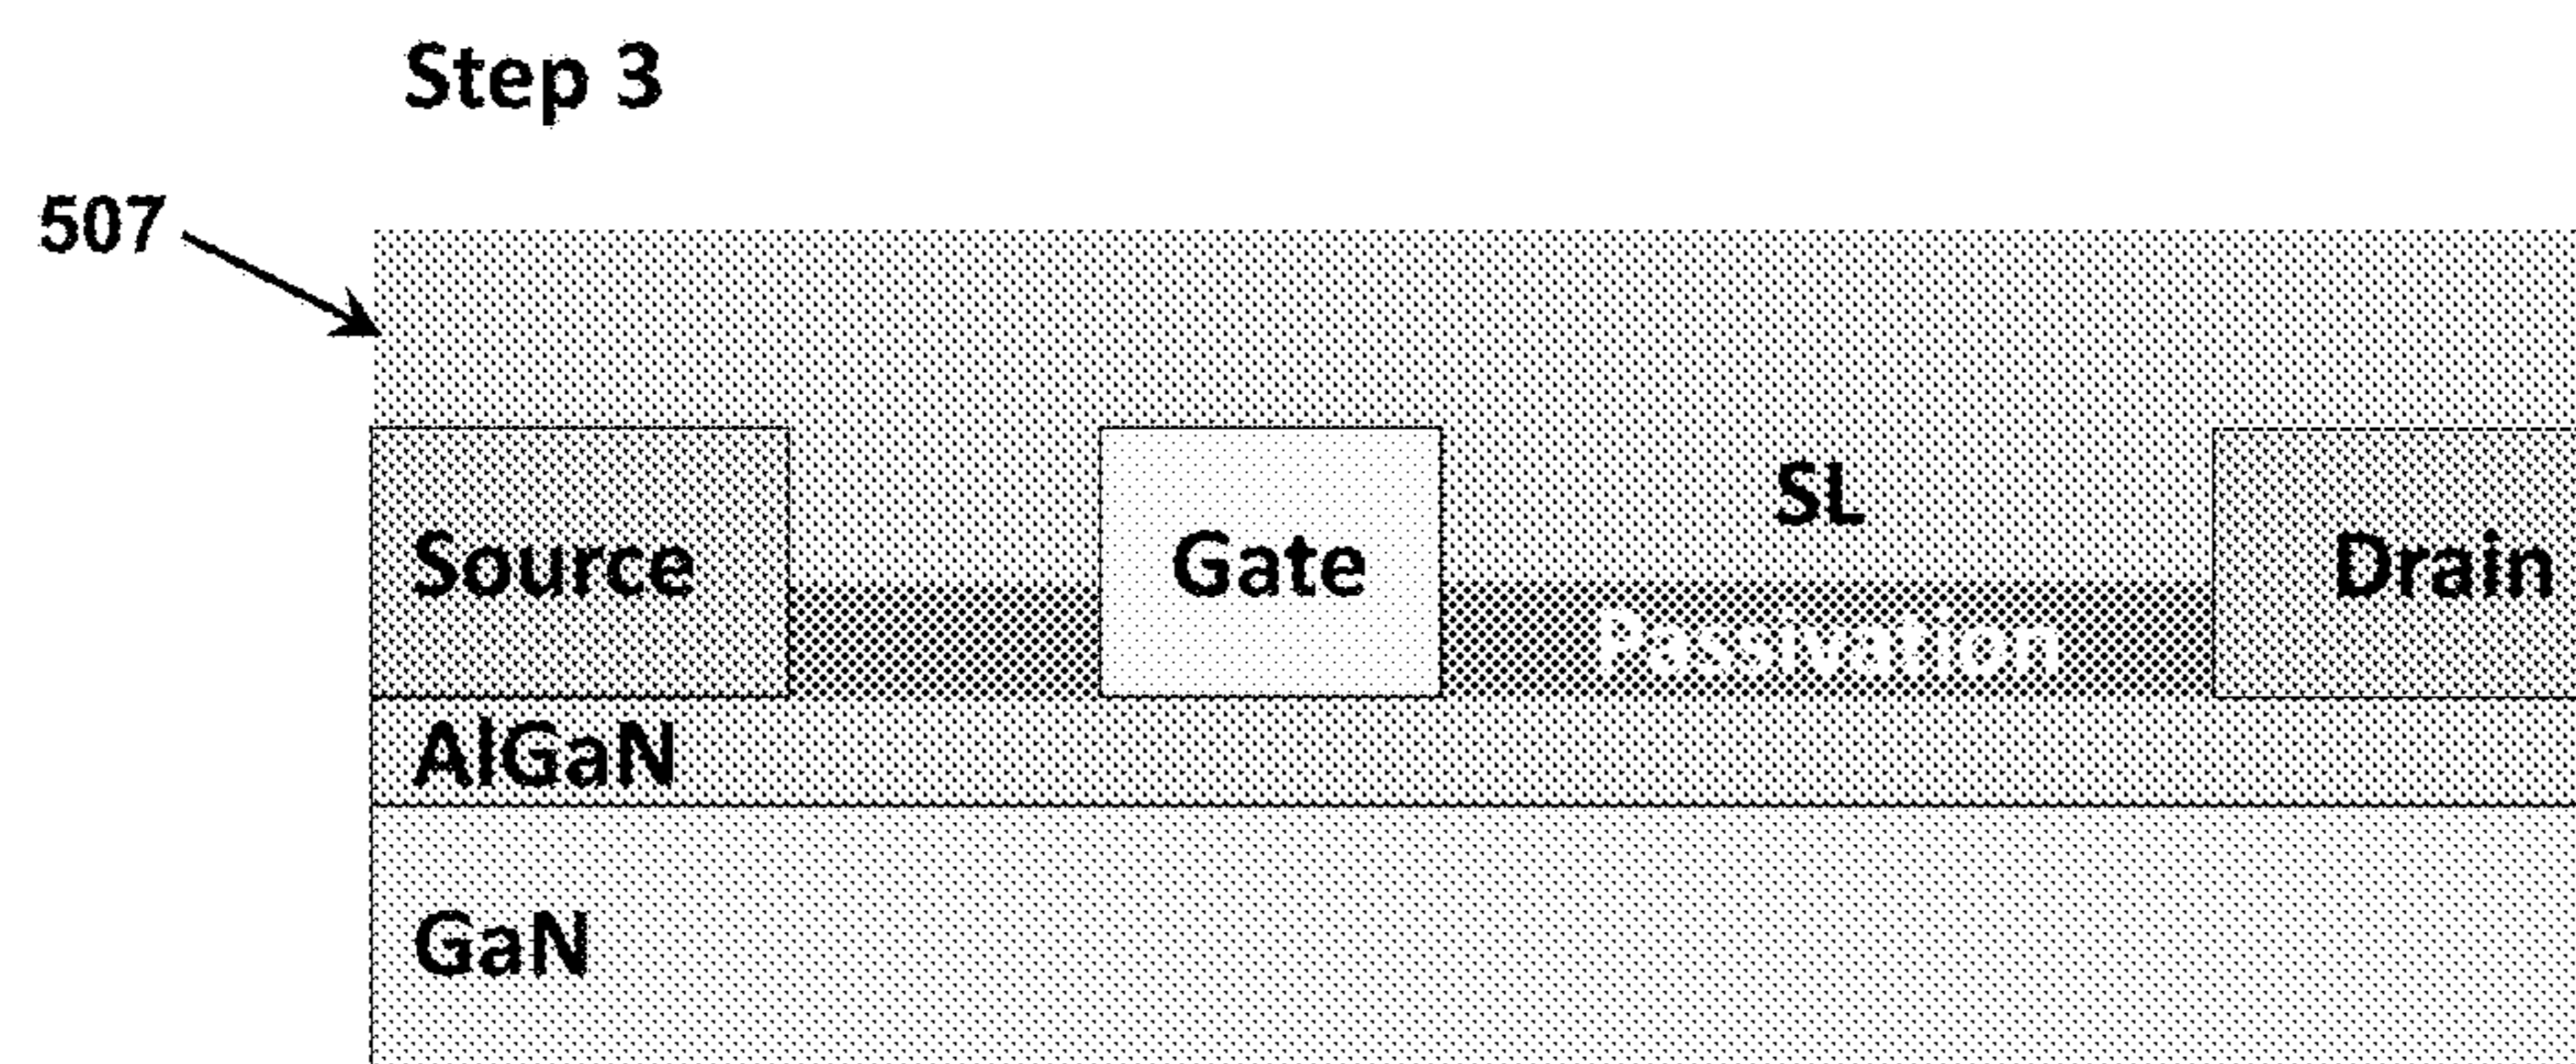 Step 3
507
SL
Source
Gate
Drain
Passivation
AlGaN
GaN